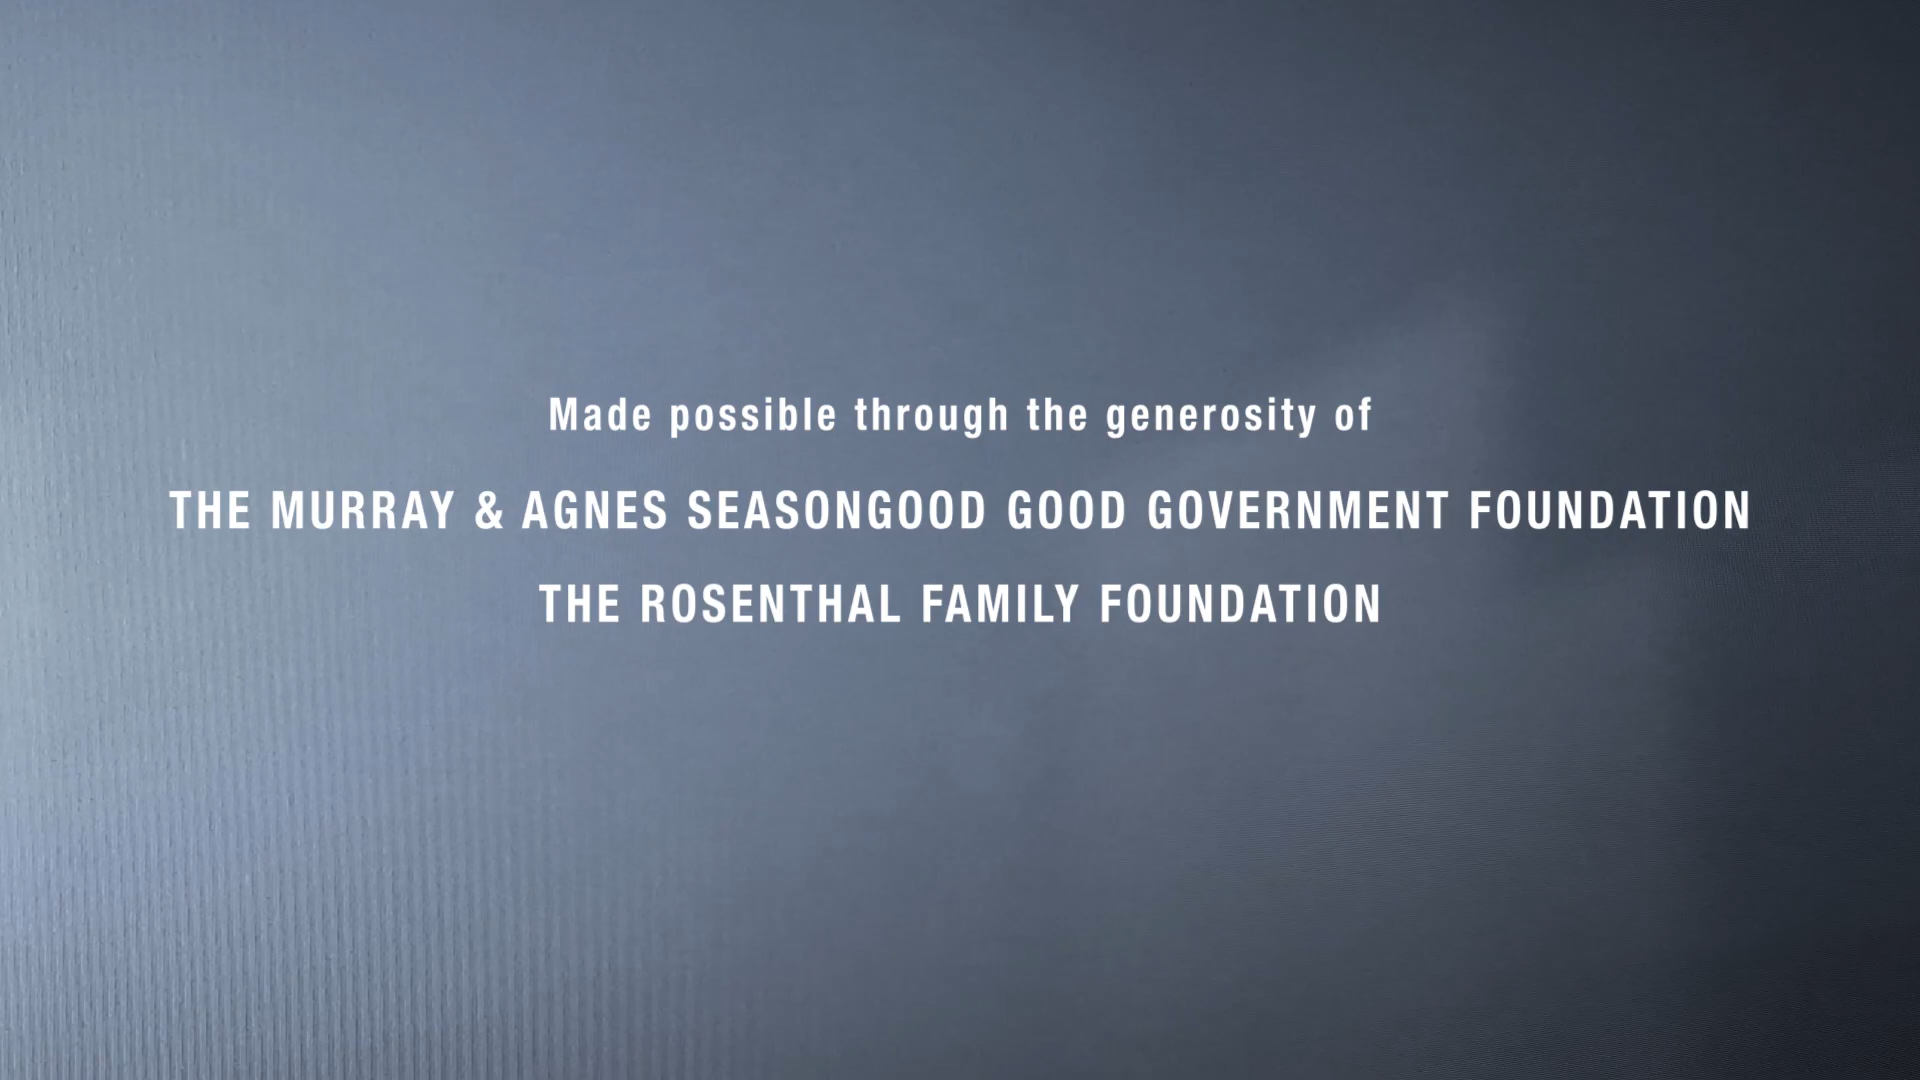 Made possible through the generosity of
THE MURRAY & AGNES SEASONGOOD GOOD GOVERNMENT FOUNDATION
THE ROSENTHAL FAMILY FOUNDATION